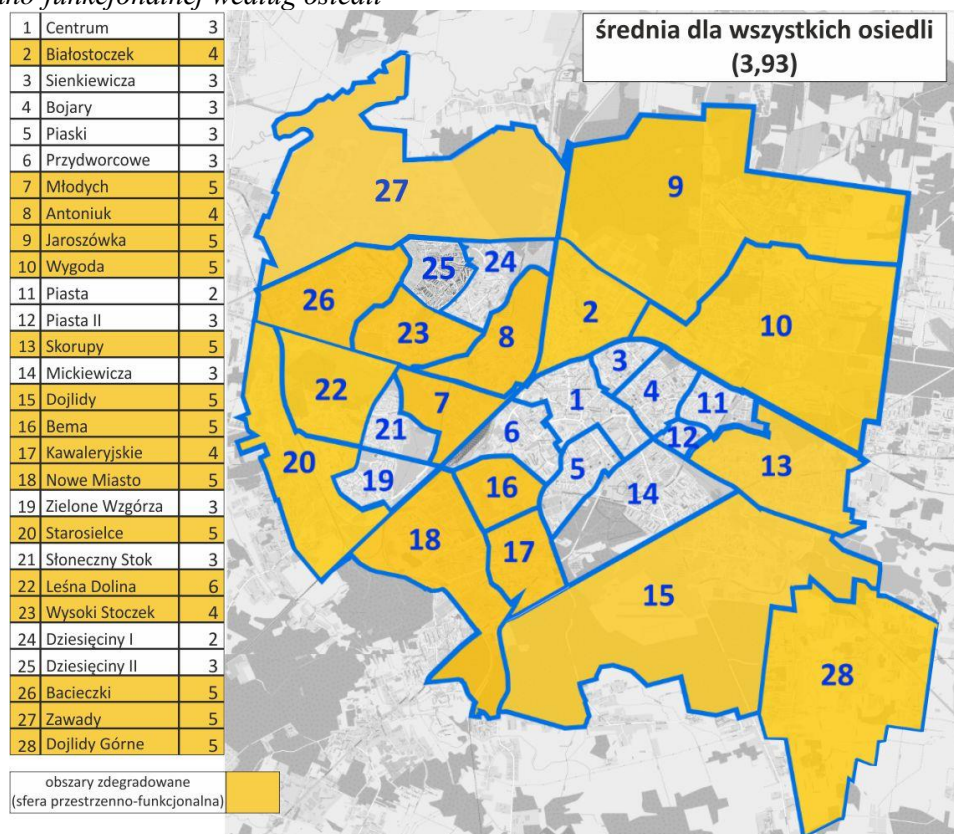 no-funkcjonalnej według osiedli
1 Centrum 3
2 Białostoczek 4
3 Sienkiewicza 3
4 Bojary 3
5 Piaski 3
6 Przydworcowe 3
7 Młodych 5
8 Antoniuk 4
9 Jaroszówka 5
10 Wygoda 5
11 Piasta 2
12 Piasta II 3
13 Skorupy 5
14 Mickiewicza 3
15 Dojlidy 5
16 Bema 5
17 Kawaleryjskie 4
18 Nowe Miasto 5
19 Zielone Wzgórza 3
20 Starosielce 5
21 Słoneczny Stok 3
22 Leśna Dolina 6
23 Wysoki Stoczek 4
24 Dziesięciny I 2
25 Dziesięciny II 3
26 Bacieczki 5
27 Zawady 5
28 Dojlidy Górne 5
obszary zdegradowane
(sfera przestrzenno-funkcjonalna)
średnia dla wszystkich osiedli
(3,93)
27
9
25
24
26
2
10
23
8
3
22
4
1
11
7
21
6
12
20
5
13
19
16
14
18
17
15
28